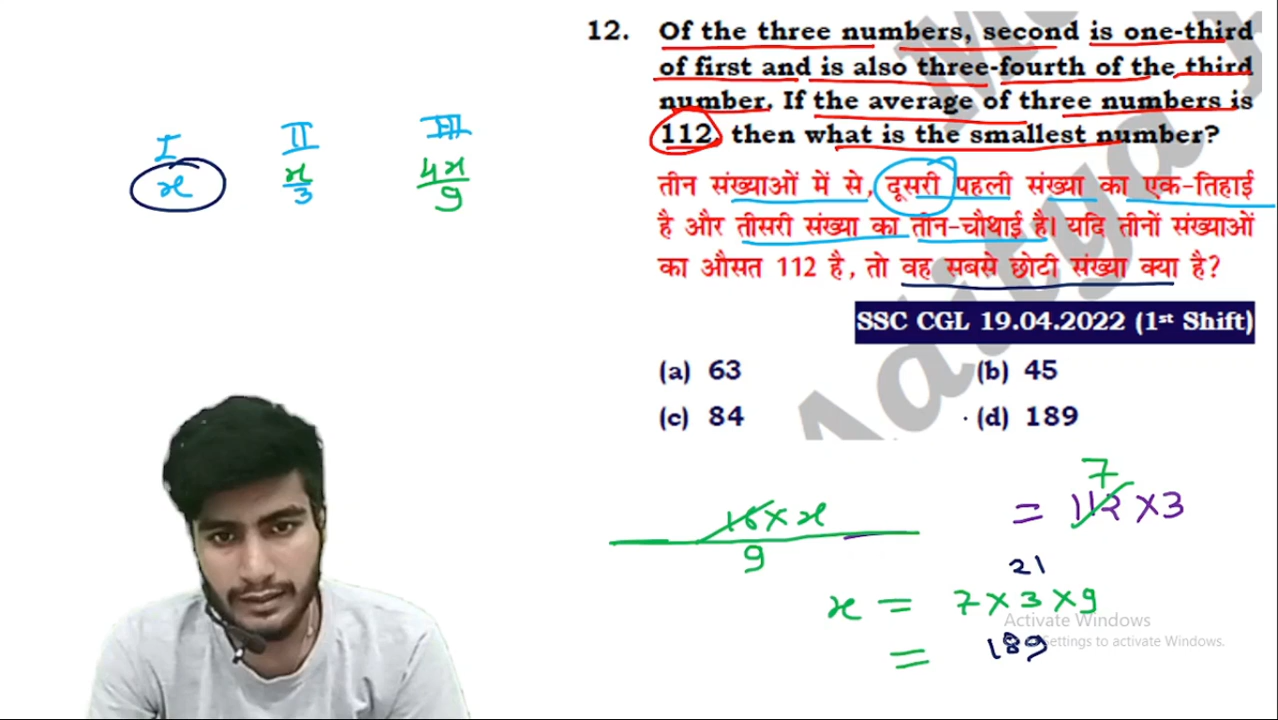 12. Of the three numbers, second is one-third
of first and is also three-fourth of the third
number. If the average of three numbers is
112, then what is the smallest number?
तीन संख्याओं में से, दूसरी पहली संख्या का एक-तिहाई
है और तीसरी संख्या का तीन-चौथाई है। यदि तीनों संख्याओं
का औसत 112 है, तो वह सबसे छोटी संख्या क्या है?
SSC CGL 19.04.2022 (1st Shift)
(a) 63 (b) 45
(c) 84 (d) 189
I II III
x x/3 4x/9
16 × x / 9 = 112 × 3
7
21
x = 7 × 3 × 9
= 189
Activate Windows
Settings to activate Windows.
Aditya